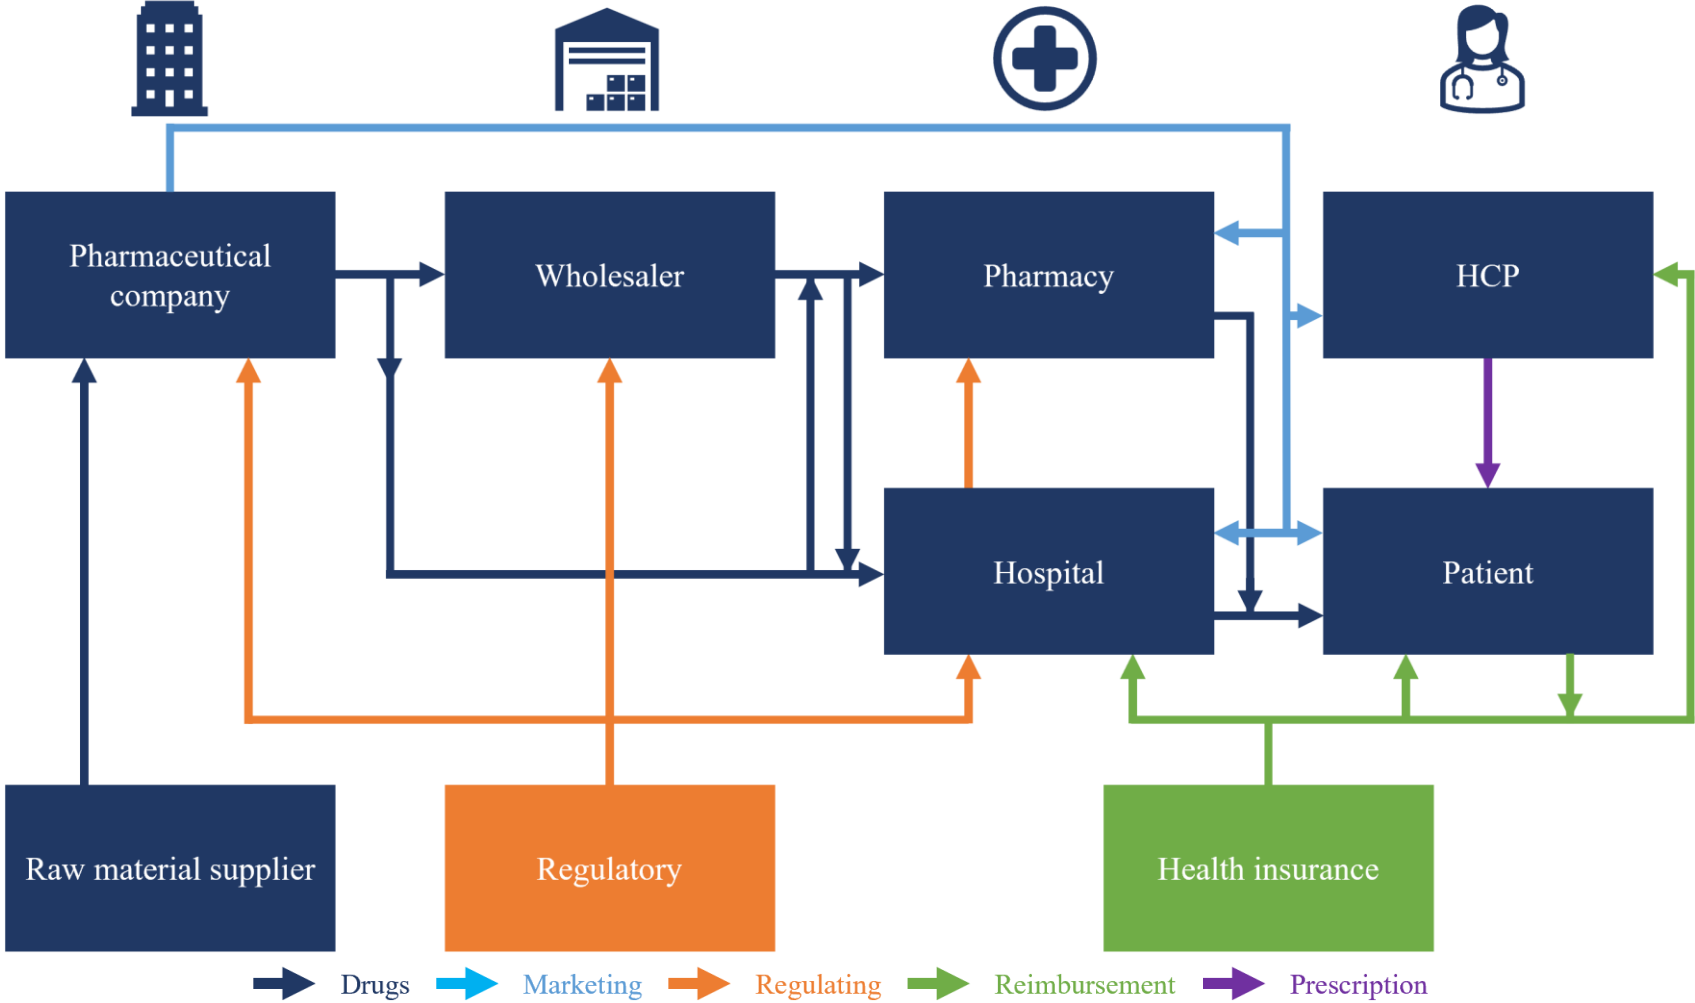 Pharmaceutical
company
Wholesaler
Pharmacy
HCP
Hospital
Patient
Raw material supplier
Regulatory
Health insurance
Drugs
Marketing
Regulating
Reimbursement
Prescription